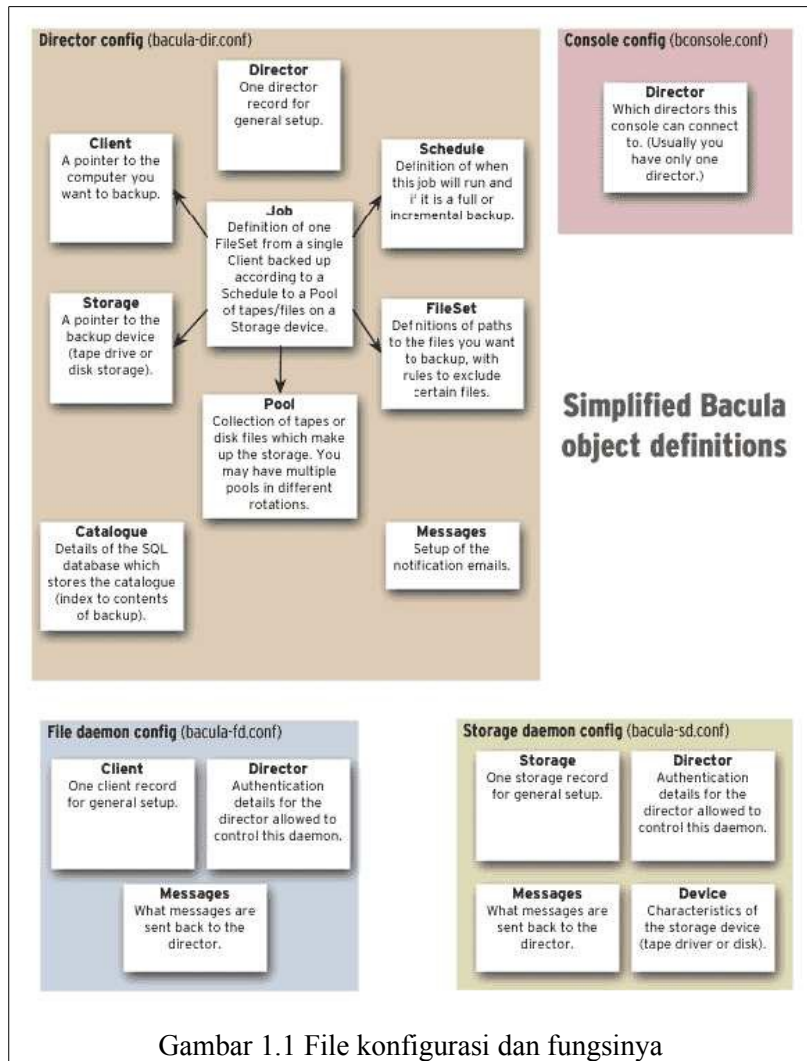 Director config (bacula-dir.conf)
Director
One director
record for
general setup.
Client
A pointer to the
computer you
want to backup.
Schedule
Definition of when
this job will run and
if it is a full or
incremental backup.
Job
Definition of one
FileSet from a single
Client backed up
according to a
Schedule to a Pool
of tapes/files on a
Storage device.
Storage
A pointer to the
backup device
(tape drive or
disk storage).
FileSet
Definitions of paths
to the files you want
to backup, with
rules to exclude
certain files.
Pool
Collection of tapes or
disk files which make
up the storage. You
may have multiple
pools in different
rotations.
Catalogue
Details of the SQL
database which
stores the catalogue
(index to contents
of backup).
Messages
Setup of the
notification emails.
Console config (bconsole.conf)
Director
Which directors this
console can connect
to. (Usually you
have only one
director.)
Simplified Bacula
object definitions
File daemon config (bacula-fd.conf)
Client
One client record
for general setup.
Director
Authentication
details for the
director allowed to
control this daemon.
Messages
What messages are
sent back to the
director.
Storage daemon config (bacula-sd.conf)
Storage
One storage record
for general setup.
Director
Authentication
details for the
director allowed to
control this daemon.
Messages
What messages are
sent back to the
director.
Device
Characteristics of
the storage device
(tape driver or disk).
Gambar 1.1 File konfigurasi dan fungsinya